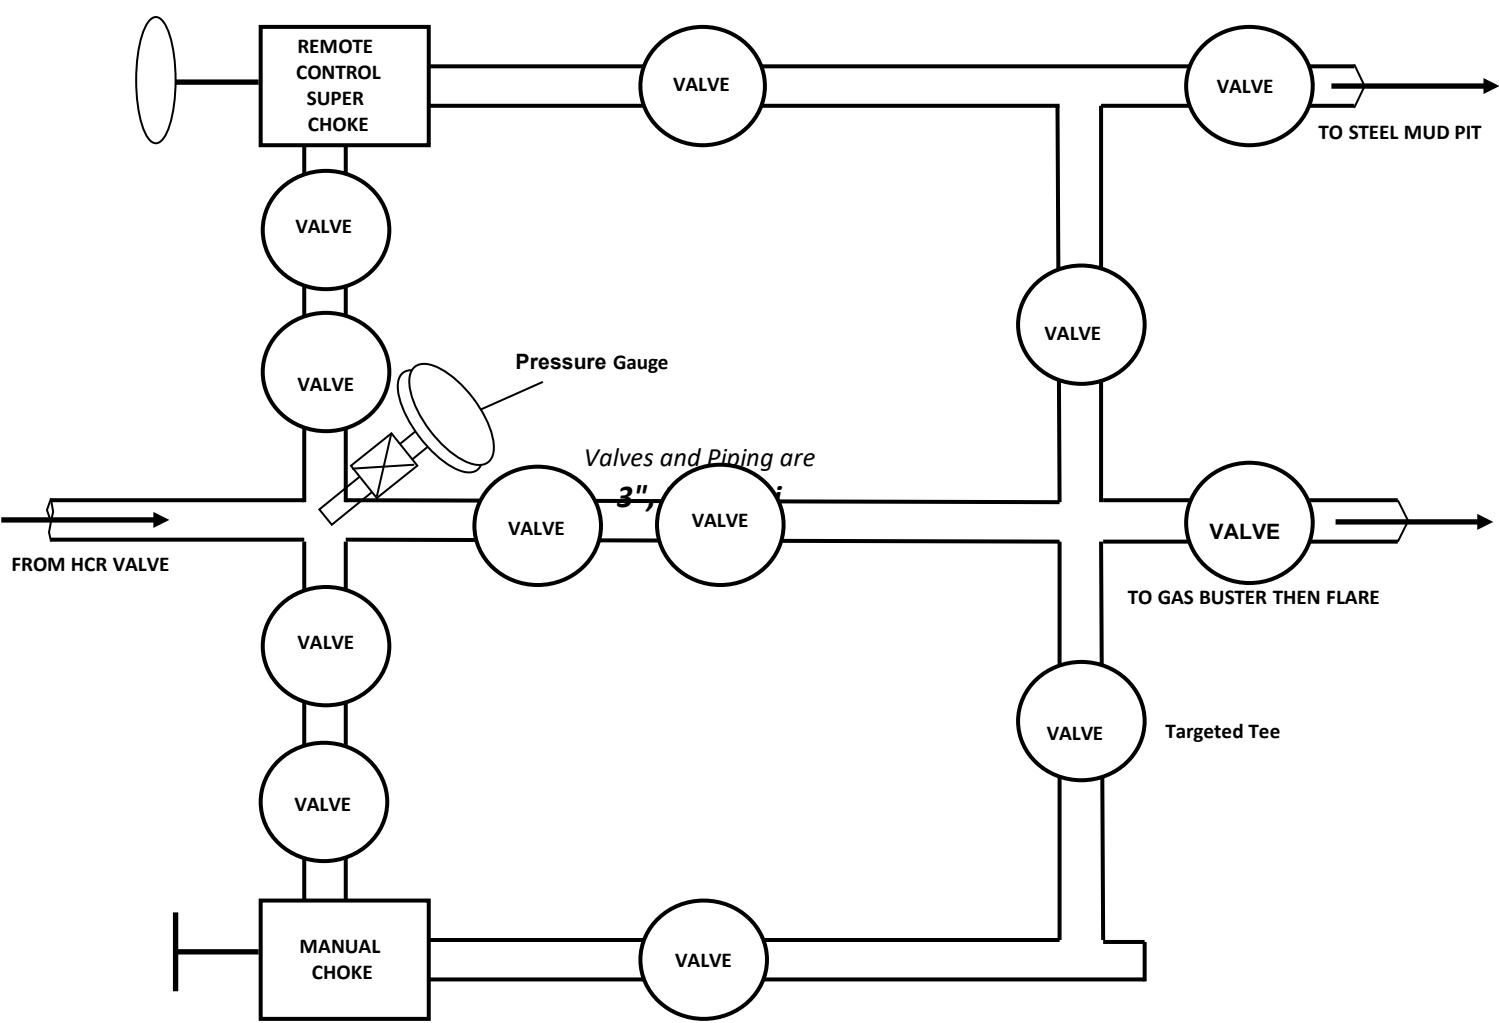 REMOTE
CONTROL
SUPER
CHOKE
VALVE
VALVE
TO STEEL MUD PIT
VALVE
VALVE
VALVE
Pressure Gauge
Valves and Piping are
3",
VALVE
VALVE
VALVE
FROM HCR VALVE
TO GAS BUSTER THEN FLARE
VALVE
VALVE
Targeted Tee
VALVE
MANUAL
CHOKE
VALVE